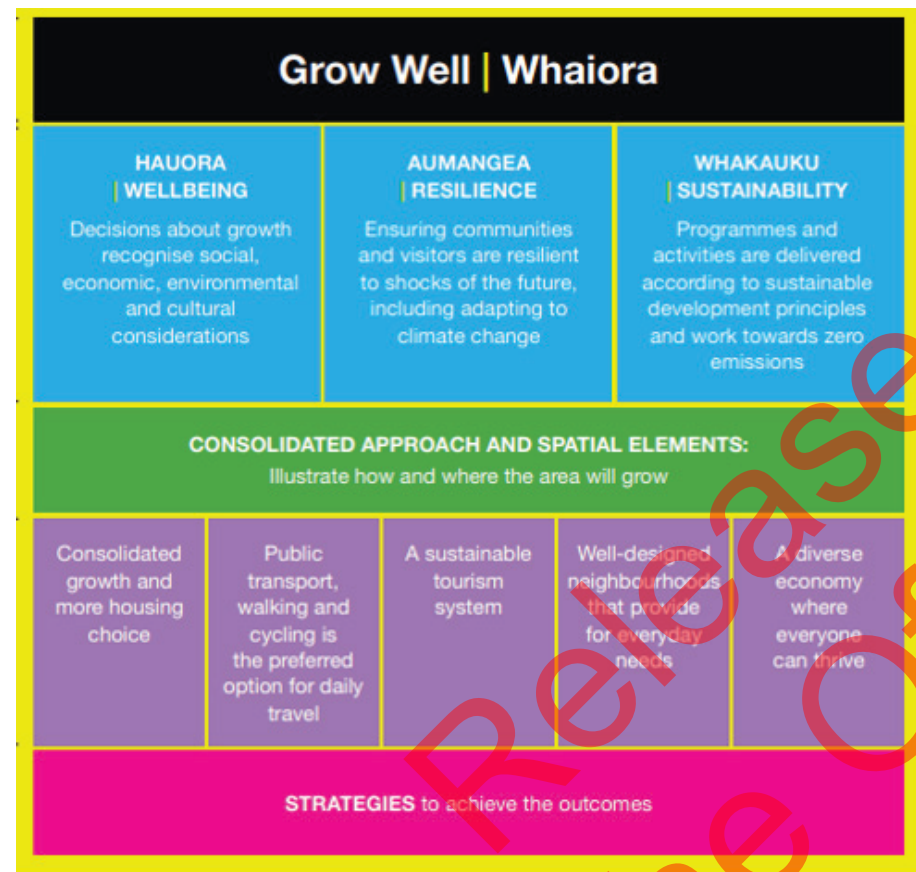 Grow Well | Whaiora
HAUORA
| WELLBEING
Decisions about growth
recognise social,
economic, environmental
and cultural
considerations
AUMANGEA
| RESILIENCE
Ensuring communities
and visitors are resilient
to shocks of the future,
including adapting to
climate change
WHAKAUKU
| SUSTAINABILITY
Programmes and
activities are delivered
according to sustainable
development principles
and work towards zero
emissions
CONSOLIDATED APPROACH AND SPATIAL ELEMENTS:
Illustrate how and where the area will grow
Consolidated
growth and
more housing
choice
Public
transport,
walking and
cycling is
the preferred
option for daily
travel
A sustainable
tourism
system
Well-designed
neighbourhoods
that provide
for everyday
needs
A diverse
economy
where
everyone
can thrive
STRATEGIES to achieve the outcomes
Release